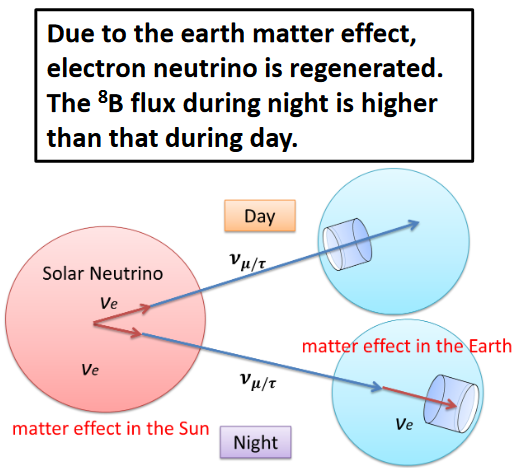 Due to the earth matter effect,
electron neutrino is regenerated.
The ⁸B flux during night is higher
than that during day.
Day
Solar Neutrino
νe
νμ/τ
matter effect in the Earth
νe
νμ/τ
νe
matter effect in the Sun
Night